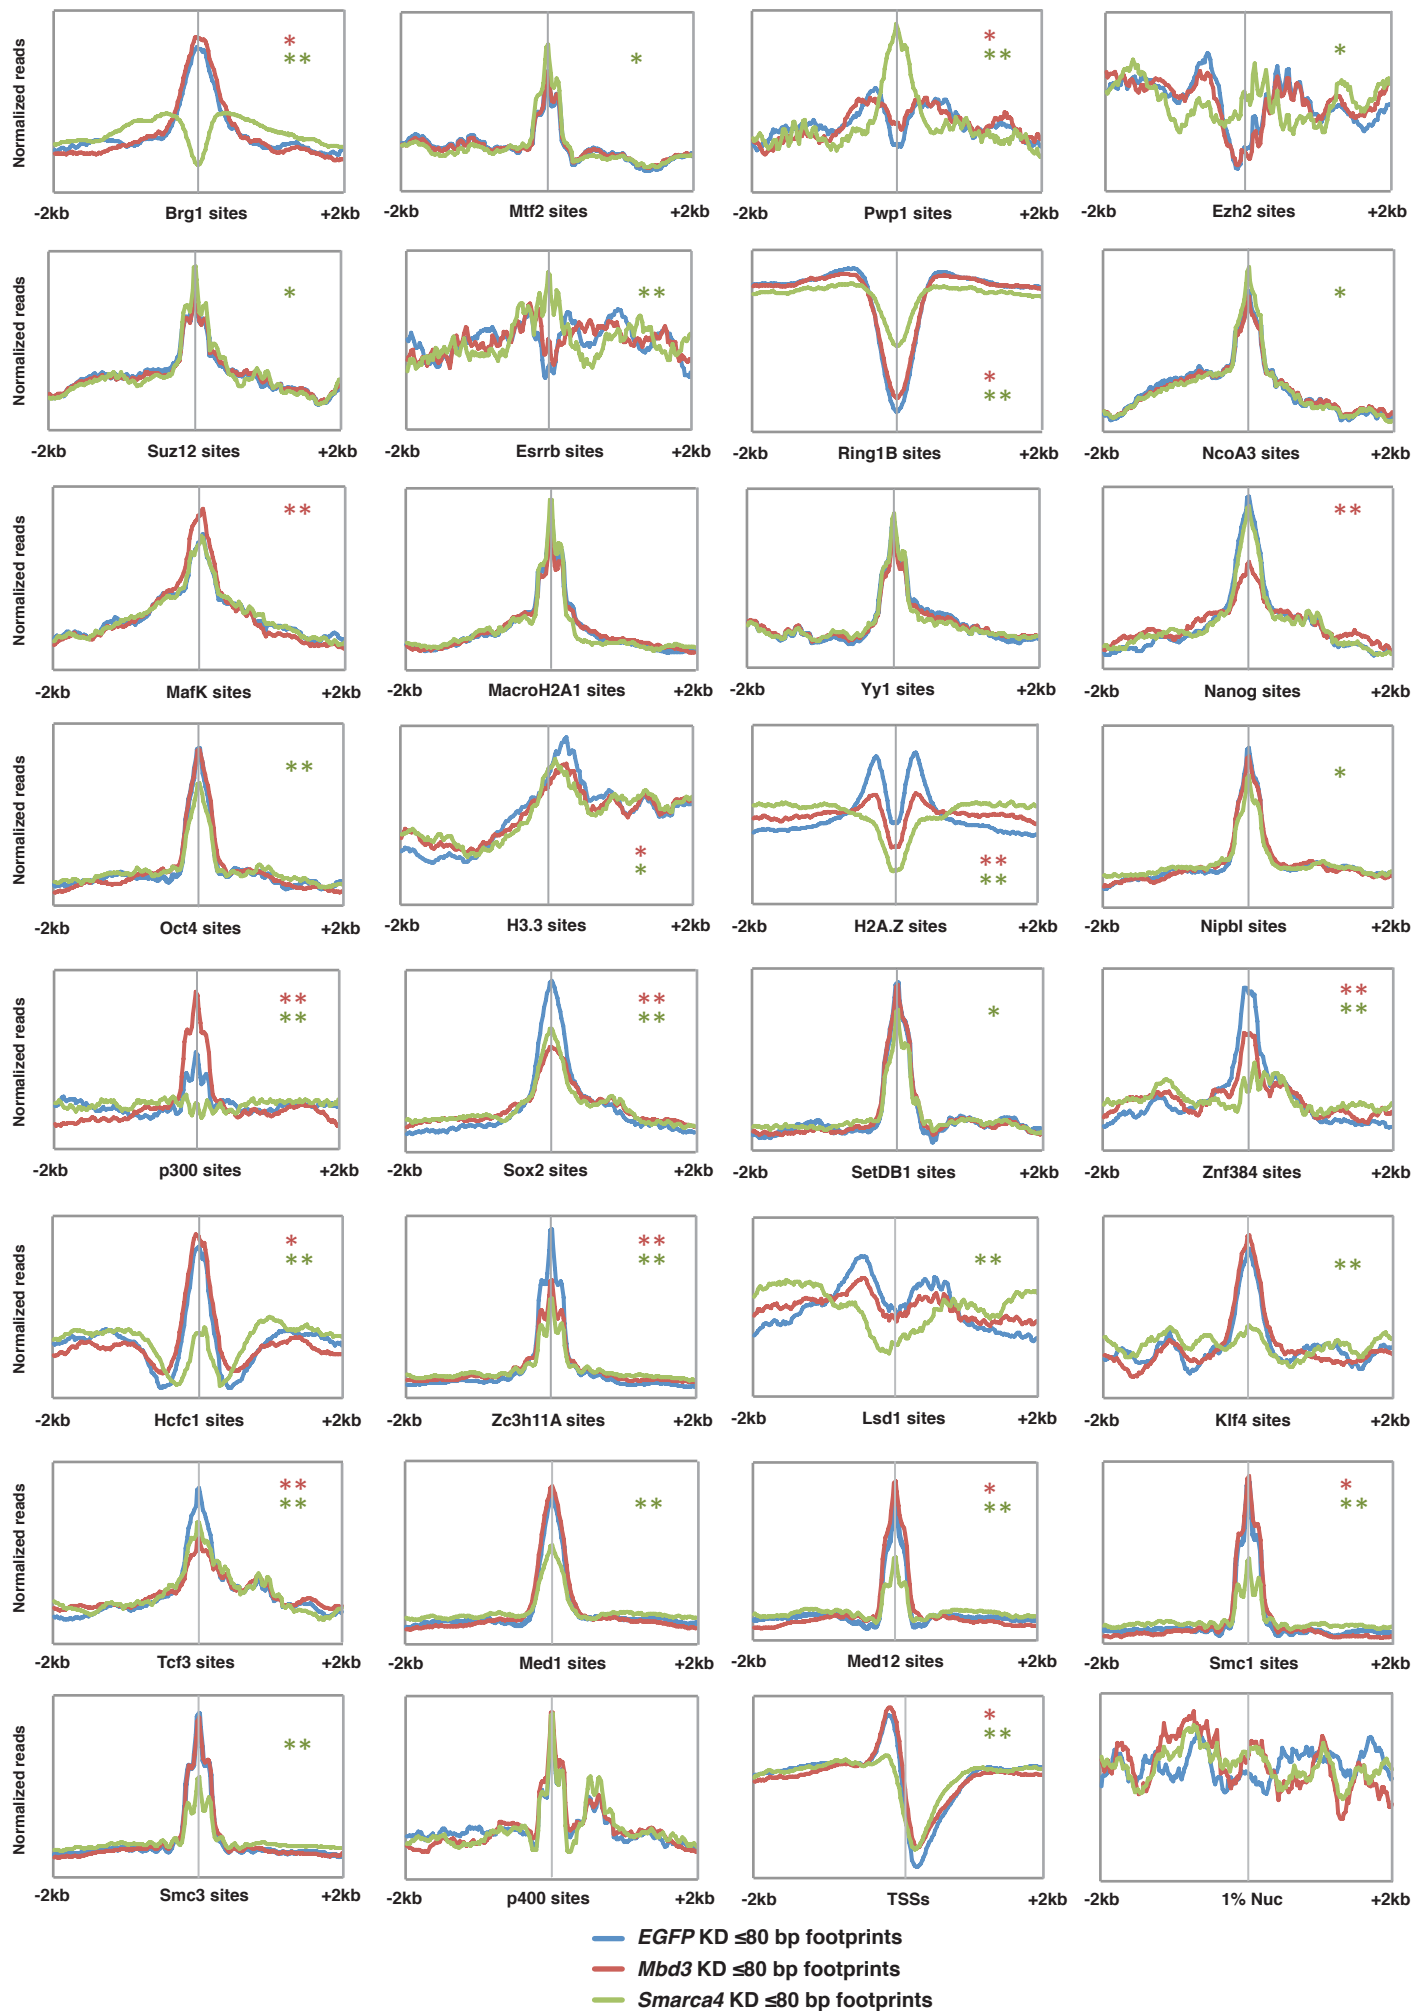 Normalized reads
*
**
-2kb Brg1 sites +2kb
*
-2kb Mtf2 sites +2kb
*
**
-2kb Pwp1 sites +2kb
*
-2kb Ezh2 sites +2kb
Normalized reads
*
-2kb Suz12 sites +2kb
**
-2kb Esrrb sites +2kb
*
**
-2kb Ring1B sites +2kb
*
-2kb NcoA3 sites +2kb
Normalized reads
**
-2kb MafK sites +2kb
-2kb MacroH2A1 sites +2kb
-2kb Yy1 sites +2kb
**
-2kb Nanog sites +2kb
Normalized reads
**
-2kb Oct4 sites +2kb
*
*
-2kb H3.3 sites +2kb
**
**
-2kb H2A.Z sites +2kb
*
-2kb Nipbl sites +2kb
Normalized reads
**
**
-2kb p300 sites +2kb
**
**
-2kb Sox2 sites +2kb
*
-2kb SetDB1 sites +2kb
**
**
-2kb Znf384 sites +2kb
Normalized reads
*
**
-2kb Hcfc1 sites +2kb
**
**
-2kb Zc3h11A sites +2kb
**
-2kb Lsd1 sites +2kb
**
-2kb Klf4 sites +2kb
Normalized reads
**
**
-2kb Tcf3 sites +2kb
**
-2kb Med1 sites +2kb
*
**
-2kb Med12 sites +2kb
*
**
-2kb Smc1 sites +2kb
Normalized reads
**
-2kb Smc3 sites +2kb
-2kb p400 sites +2kb
*
**
-2kb TSSs +2kb
-2kb 1% Nuc +2kb
EGFP KD ≤80 bp footprints
Mbd3 KD ≤80 bp footprints
Smarca4 KD ≤80 bp footprints